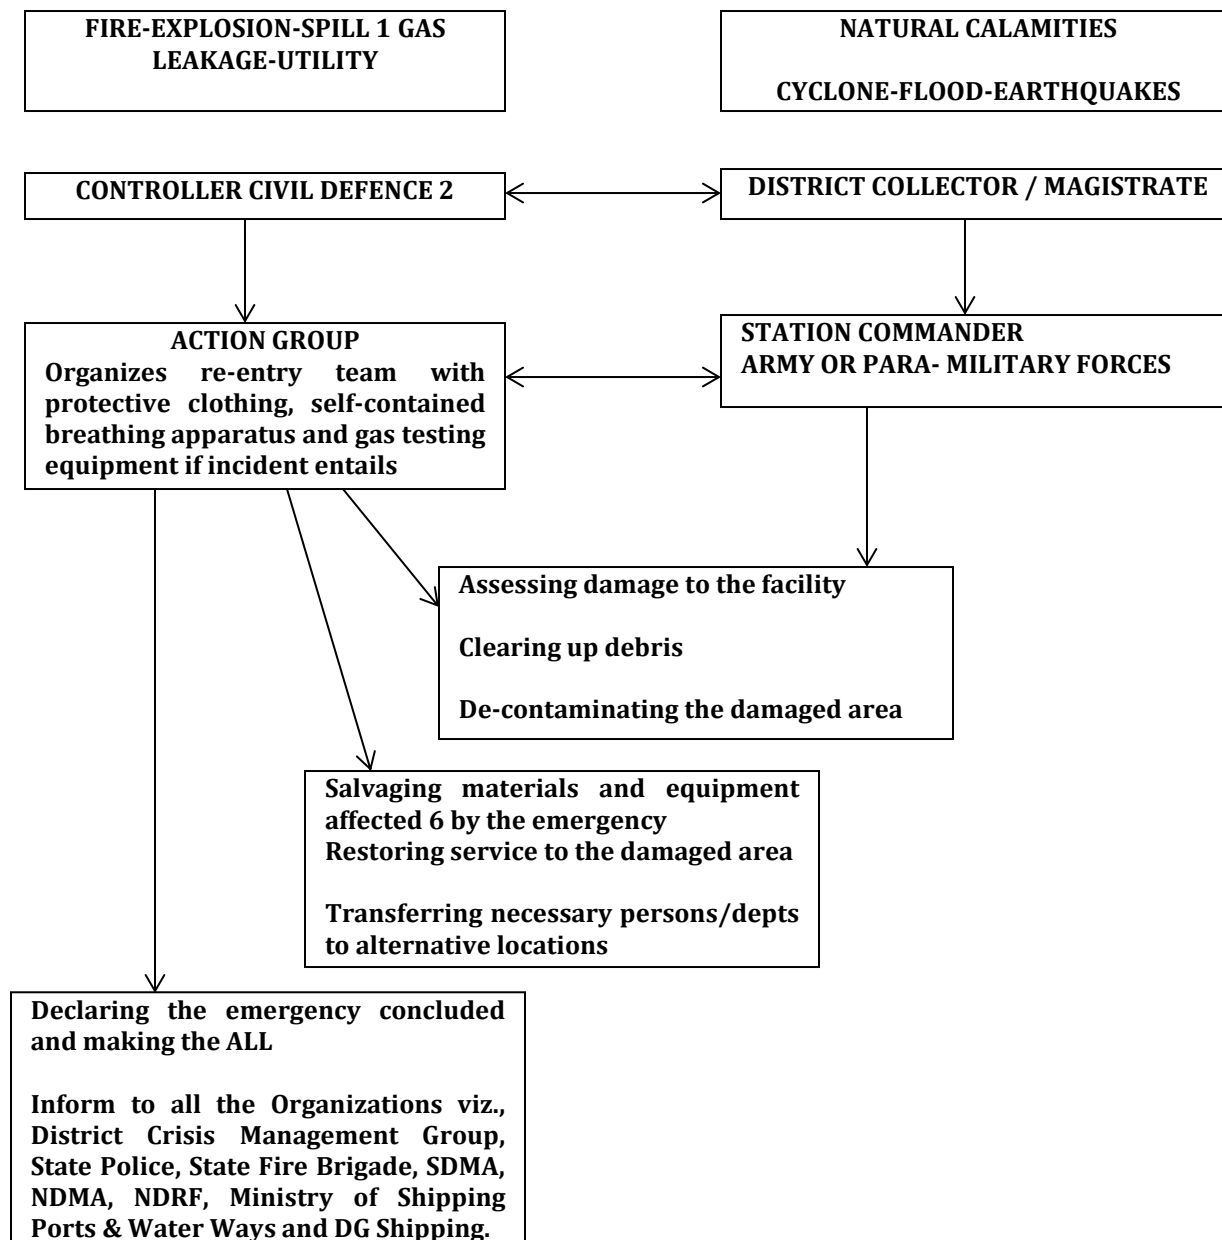 FIRE-EXPLOSION-SPILL 1 GAS
LEAKAGE-UTILITY
NATURAL CALAMITIES
CYCLONE-FLOOD-EARTHQUAKES
CONTROLLER CIVIL DEFENCE 2
DISTRICT COLLECTOR / MAGISTRATE
ACTION GROUP
Organizes re-entry team with
protective clothing, self-contained
breathing apparatus and gas testing
equipment if incident entails
STATION COMMANDER
ARMY OR PARA- MILITARY FORCES
Assessing damage to the facility
Clearing up debris
De-contaminating the damaged area
Salvaging materials and equipment
affected 6 by the emergency
Restoring service to the damaged area
Transferring necessary persons/depts
to alternative locations
Declaring the emergency concluded
and making the ALL
Inform to all the Organizations viz.,
District Crisis Management Group,
State Police, State Fire Brigade, SDMA,
NDMA, NDRF, Ministry of Shipping
Ports & Water Ways and DG Shipping.